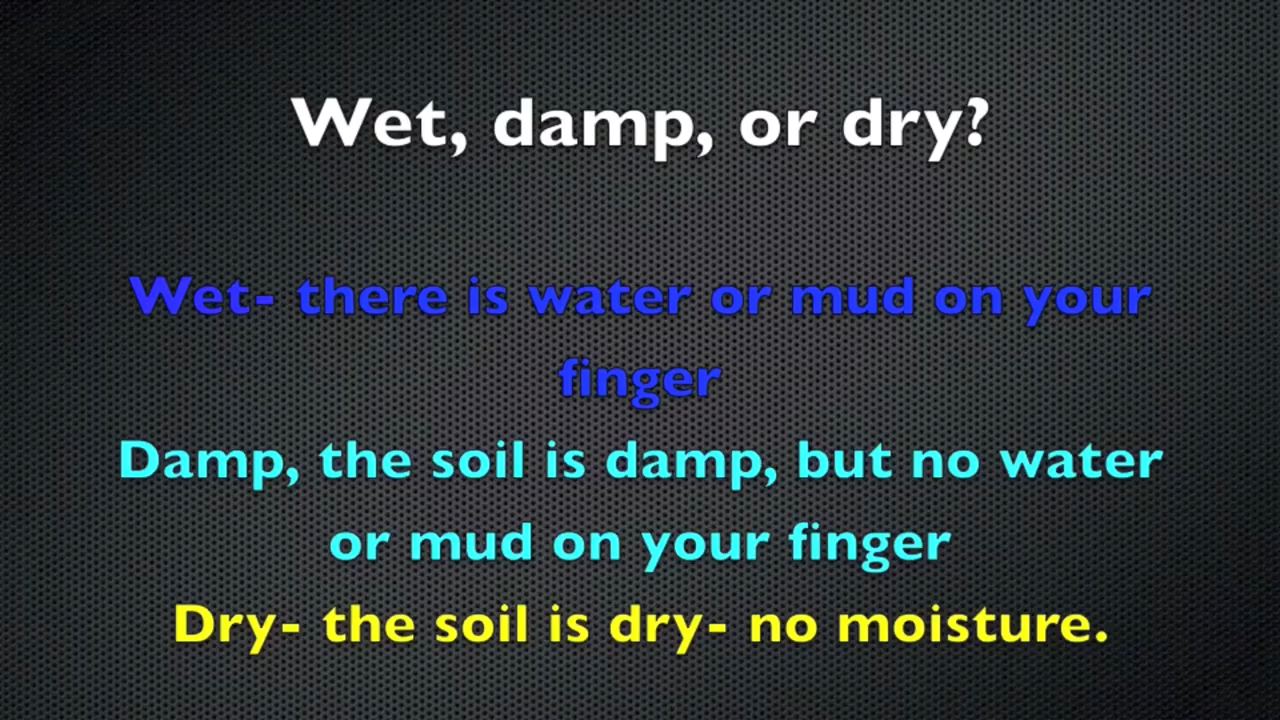 Wet, damp, or dry?
Wet- there is water or mud on your
finger
Damp, the soil is damp, but no water
or mud on your finger
Dry- the soil is dry- no moisture.